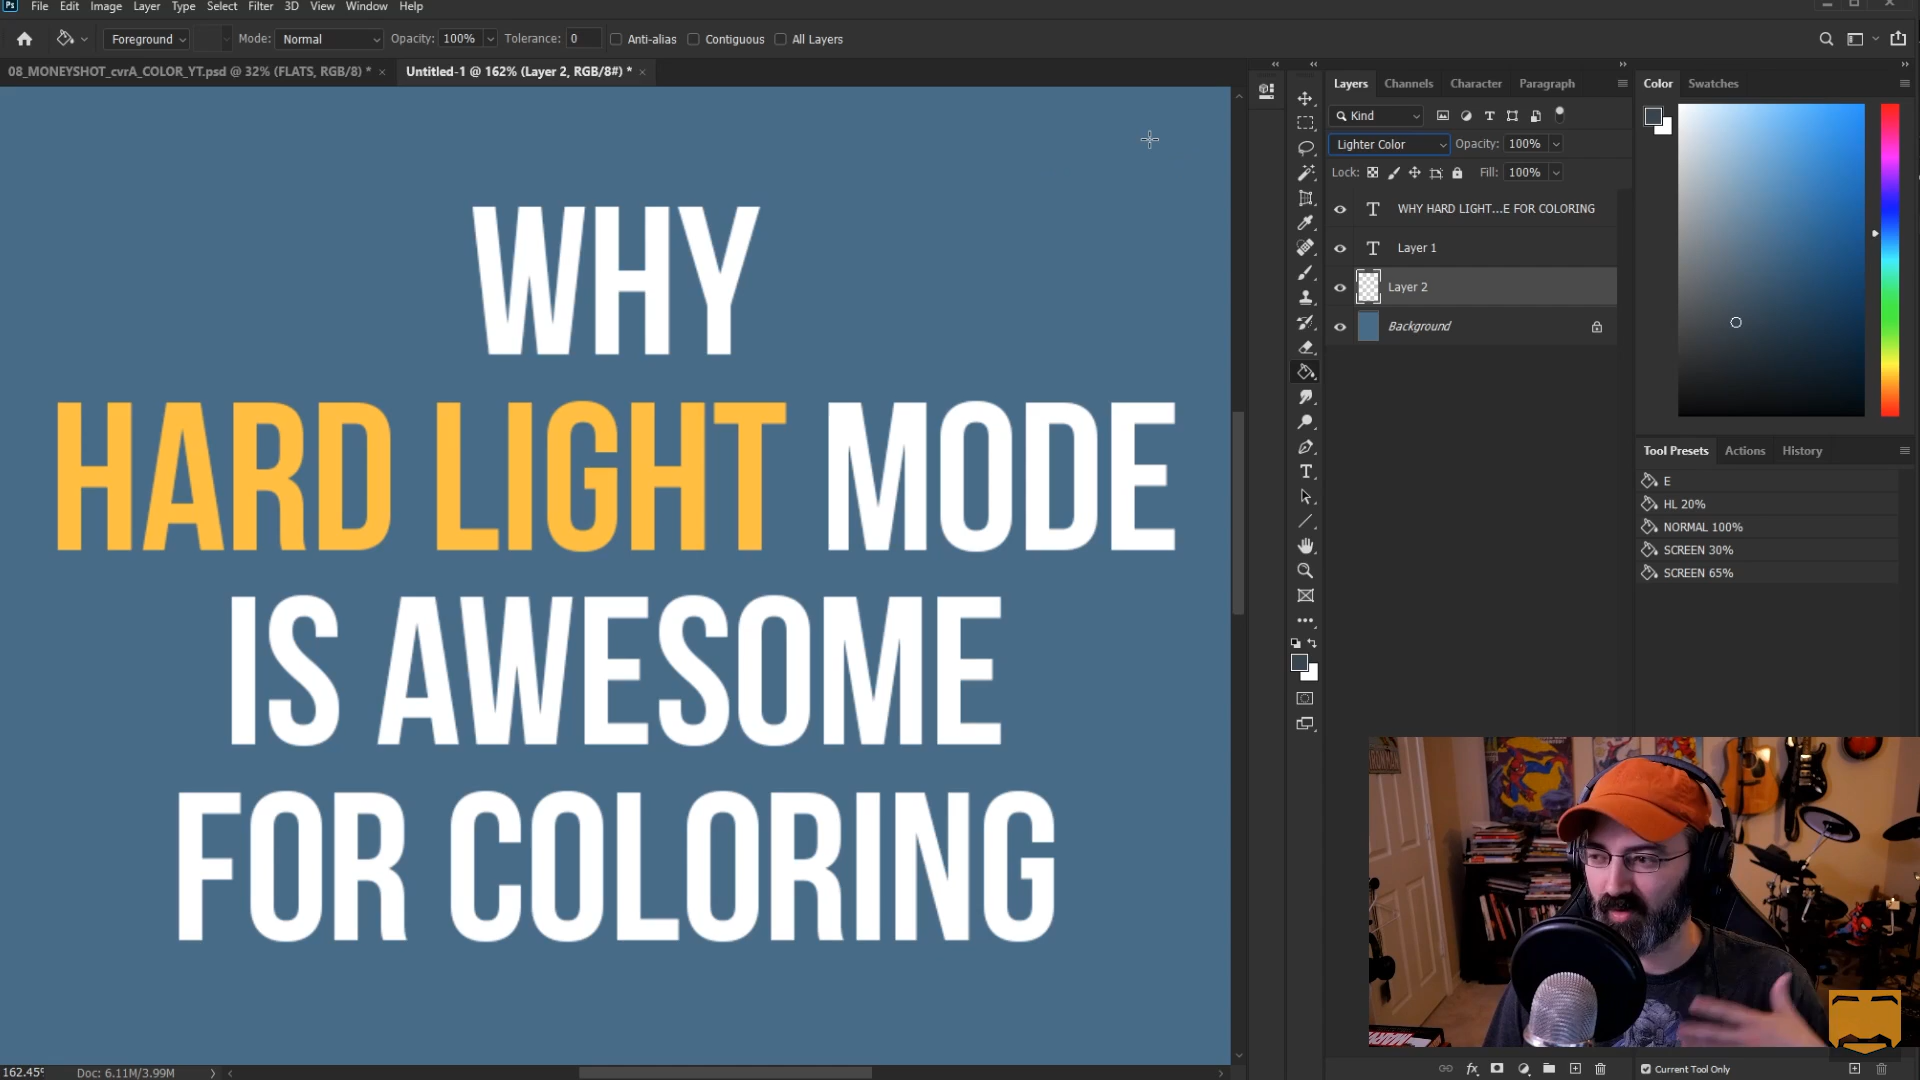 Ps File Edit Image Layer Type Select Filter 3D View Window Help
Foreground Mode: Normal Opacity: 100% Tolerance: 0 Anti-alias Contiguous All Layers
08_MONEYSHOT_cvrA_COLOR_YT.psd @ 32% (FLATS, RGB/8) * × Untitled-1 @ 162% (Layer 2, RGB/8#) * ×
WHY
HARD LIGHT MODE
IS AWESOME
FOR COLORING
162.45% Doc: 6.11M/3.99M
Layers Channels Character Paragraph
Kind
Lighter Color Opacity: 100%
Lock: Fill: 100%
T WHY HARD LIGHT...E FOR COLORING
T Layer 1
Layer 2
Background
fx
Color Swatches
Tool Presets Actions History
E
HL 20%
NORMAL 100%
SCREEN 30%
SCREEN 65%
Current Tool Only